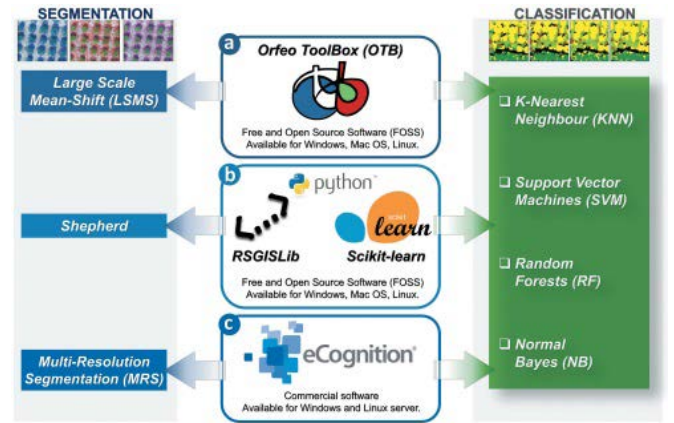 SEGMENTATION
Large Scale
Mean-Shift (LSMS)
Shepherd
Multi-Resolution
Segmentation (MRS)
a
Orfeo ToolBox (OTB)
Free and Open Source Software (FOSS)
Available for Windows, Mac OS, Linux.
b
python™
RSGISLib
scikit
learn
Scikit-learn
Free and Open Source Software (FOSS)
Available for Windows, Mac OS, Linux.
c
eCognition®
Commercial software
Available for Windows and Linux server.
CLASSIFICATION
❑ K-Nearest
Neighbour (KNN)
❑ Support Vector
Machines (SVM)
❑ Random
Forests (RF)
❑ Normal
Bayes (NB)